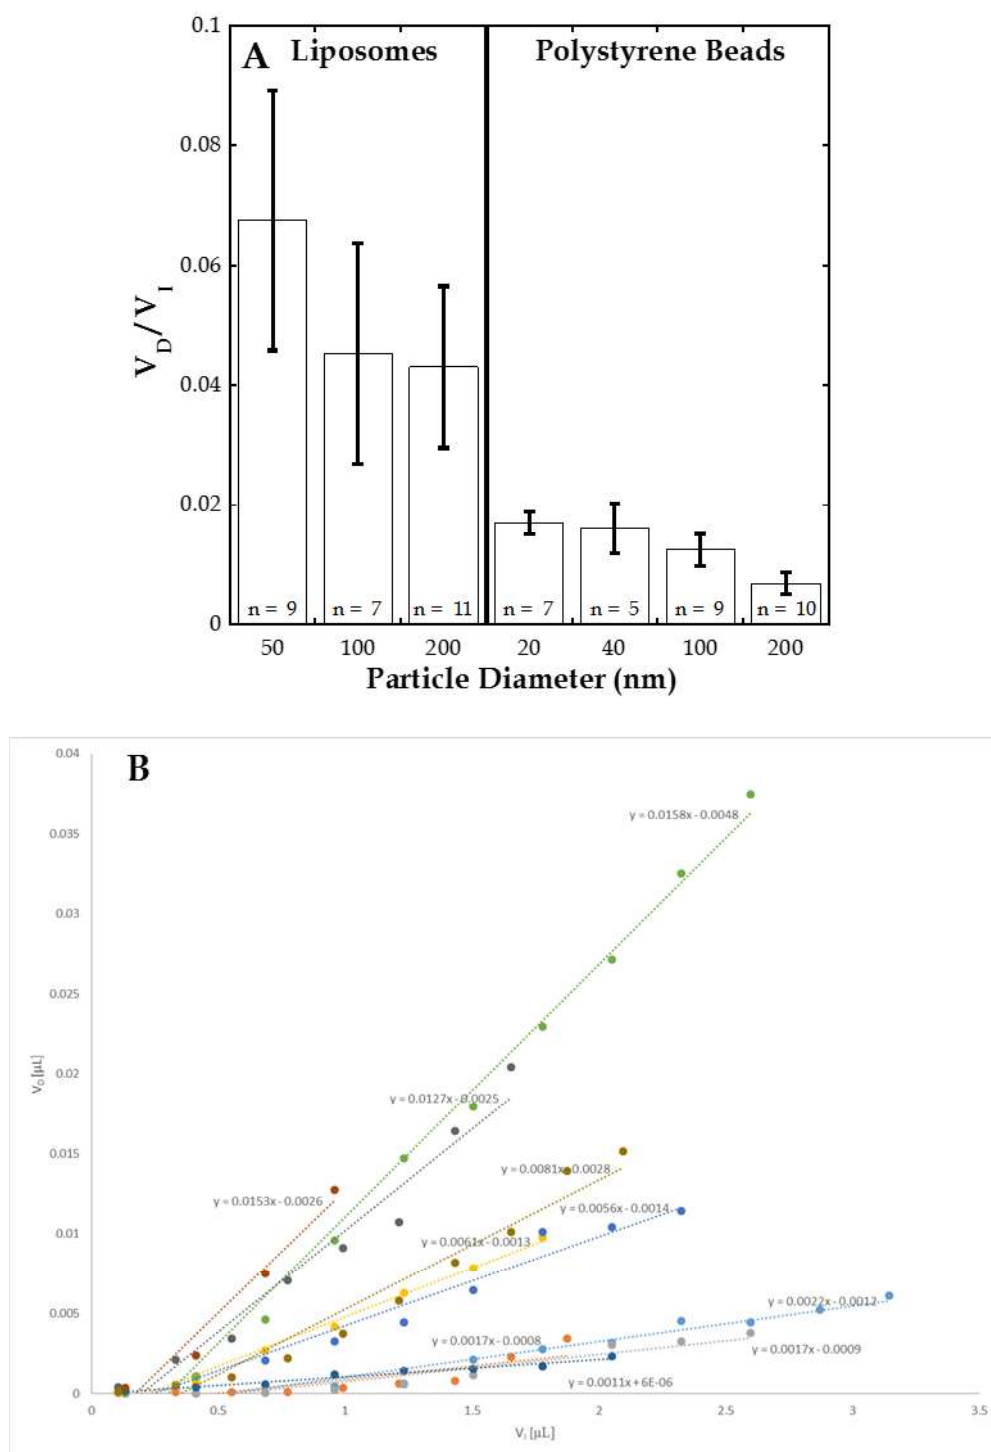 A Liposomes Polystyrene Beads
0.1
0.08
0.06
0.04
0.02
0
V_D/V_I
n = 9 n = 7 n = 11 n = 7 n = 5 n = 9 n = 10
50 100 200 20 40 100 200
Particle Diameter (nm)
B
0.04
0.035
0.03
0.025
0.02
0.015
0.01
0.005
0
V_D [µL]
y = 0.0158x - 0.0048
y = 0.0127x - 0.0025
y = 0.0081x - 0.0028
y = 0.0153x - 0.0026
y = 0.0056x - 0.0014
y = 0.0061x - 0.0013
y = 0.0022x - 0.0012
y = 0.0017x - 0.0008
y = 0.0017x - 0.0009
y = 0.0011x + 6E-06
0 0.5 1 1.5 2 2.5 3 3.5
V_I [µL]